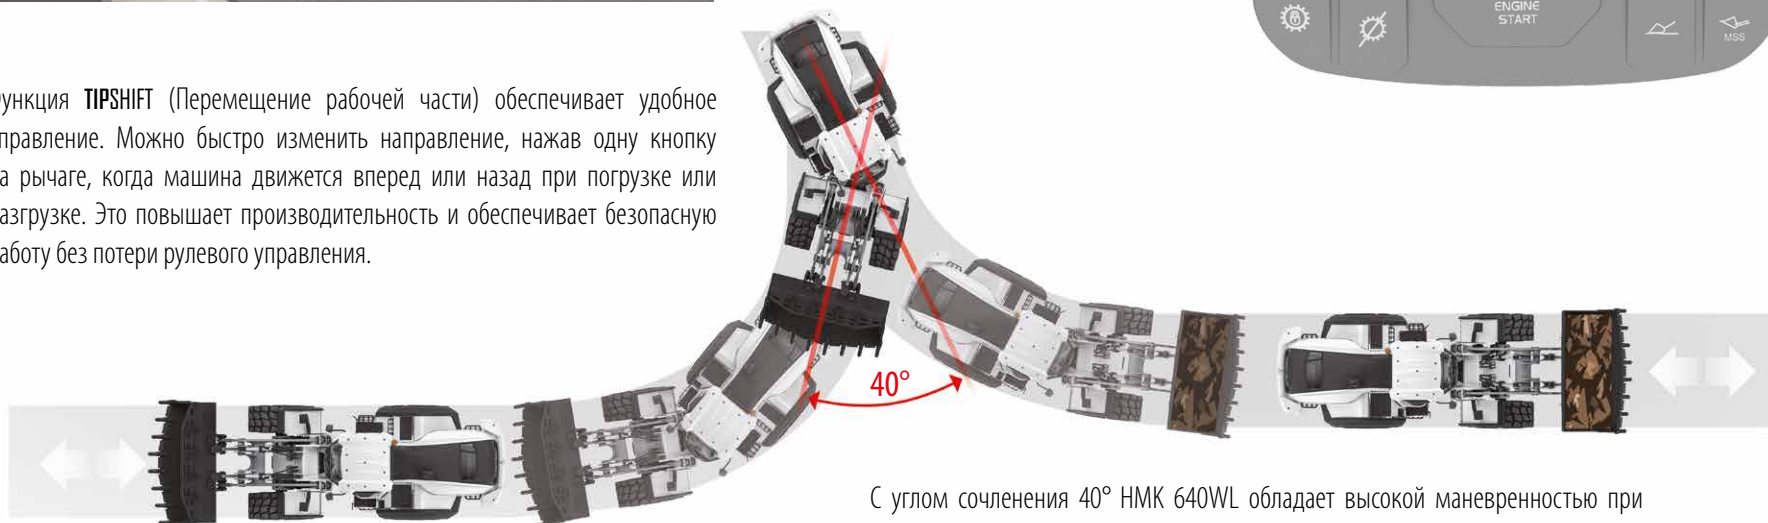 ENGINE
START
MSS
ункция TIPSHIFT (Перемещение рабочей части) обеспечивает удобное
правление. Можно быстро изменить направление, нажав одну кнопку
а рычаге, когда машина движется вперед или назад при погрузке или
азгрузке. Это повышает производительность и обеспечивает безопасную
аботу без потери рулевого управления.
40°
С углом сочленения 40° HMK 640WL обладает высокой маневренностью при